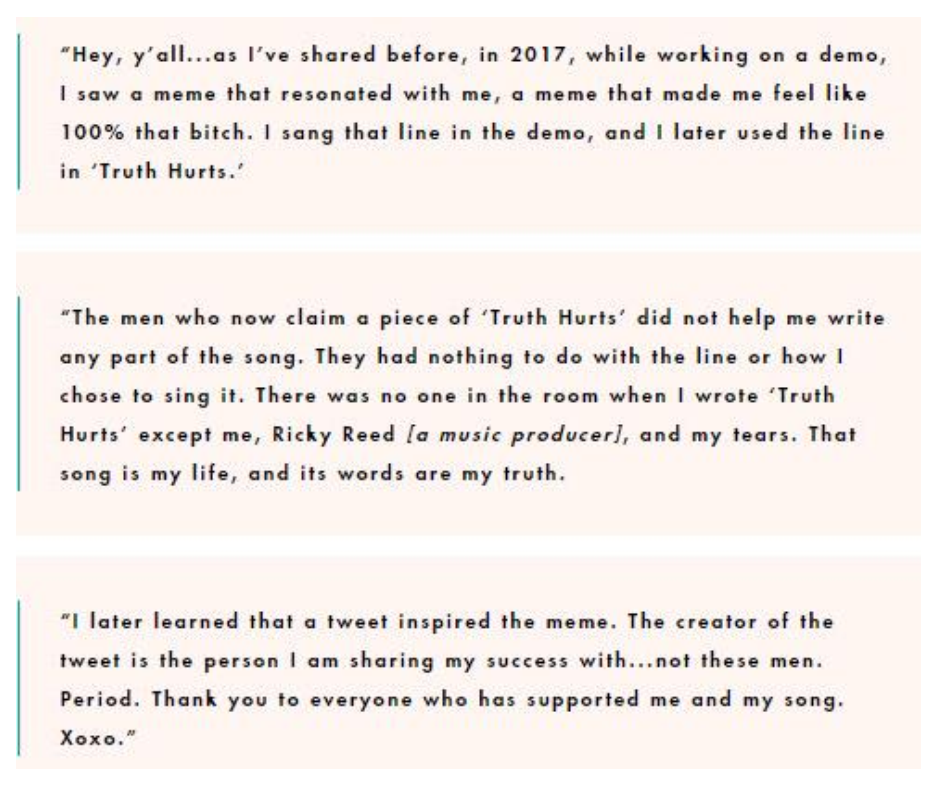 “Hey, y’all...as I’ve shared before, in 2017, while working on a demo,
I saw a meme that resonated with me, a meme that made me feel like
100% that bitch. I sang that line in the demo, and I later used the line
in ‘Truth Hurts.’
“The men who now claim a piece of ‘Truth Hurts’ did not help me write
any part of the song. They had nothing to do with the line or how I
chose to sing it. There was no one in the room when I wrote ‘Truth
Hurts’ except me, Ricky Reed [a music producer], and my tears. That
song is my life, and its words are my truth.
“I later learned that a tweet inspired the meme. The creator of the
tweet is the person I am sharing my success with...not these men.
Period. Thank you to everyone who has supported me and my song.
Xoxo.”